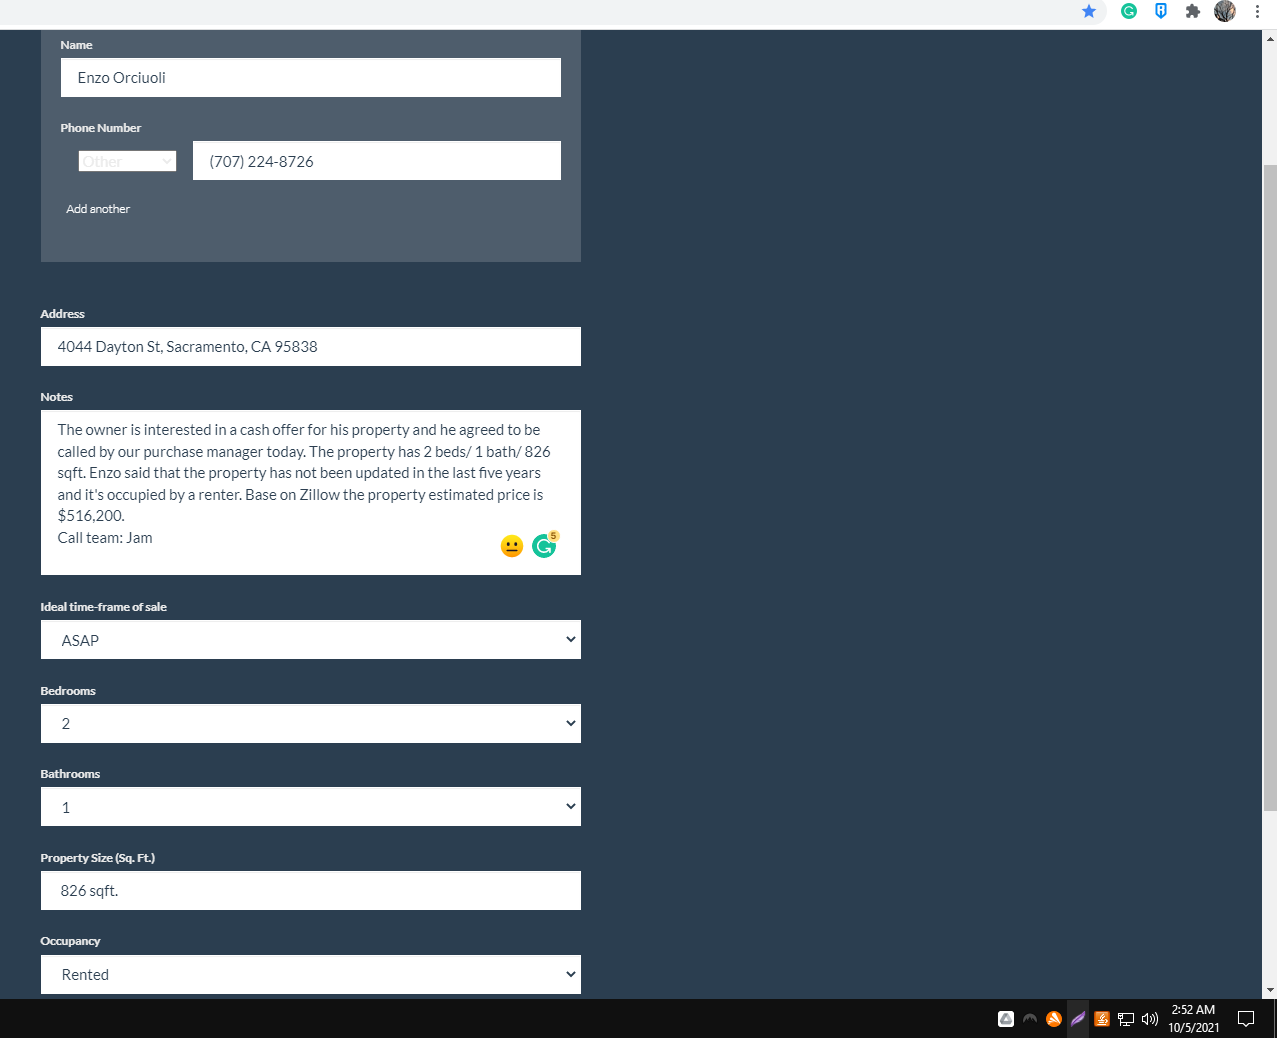 Name
Enzo Orciuoli
Phone Number
Other
(707) 224-8726
Add another
Address
4044 Dayton St, Sacramento, CA 95838
Notes
The owner is interested in a cash offer for his property and he agreed to be
called by our purchase manager today. The property has 2 beds/ 1 bath/ 826
sqft. Enzo said that the property has not been updated in the last five years
and it's occupied by a renter. Base on Zillow the property estimated price is
$516,200.
Call team: Jam
5
Ideal time-frame of sale
ASAP
Bedrooms
2
Bathrooms
1
Property Size (Sq. Ft.)
826 sqft.
Occupancy
Rented
2:52 AM
10/5/2021